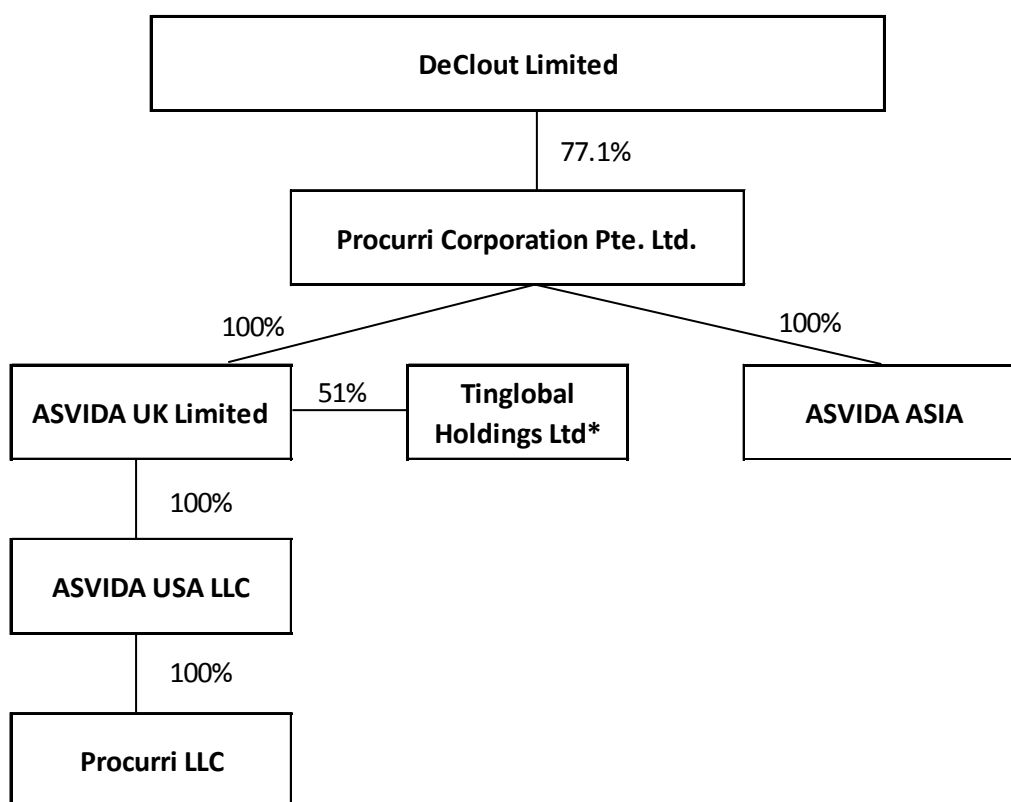 DeClout Limited
77.1%
Procurri Corporation Pte. Ltd.
100%
100%
ASVIDA UK Limited
51%
Tinglobal
Holdings Ltd*
ASVIDA ASIA
100%
ASVIDA USA LLC
100%
Procurri LLC